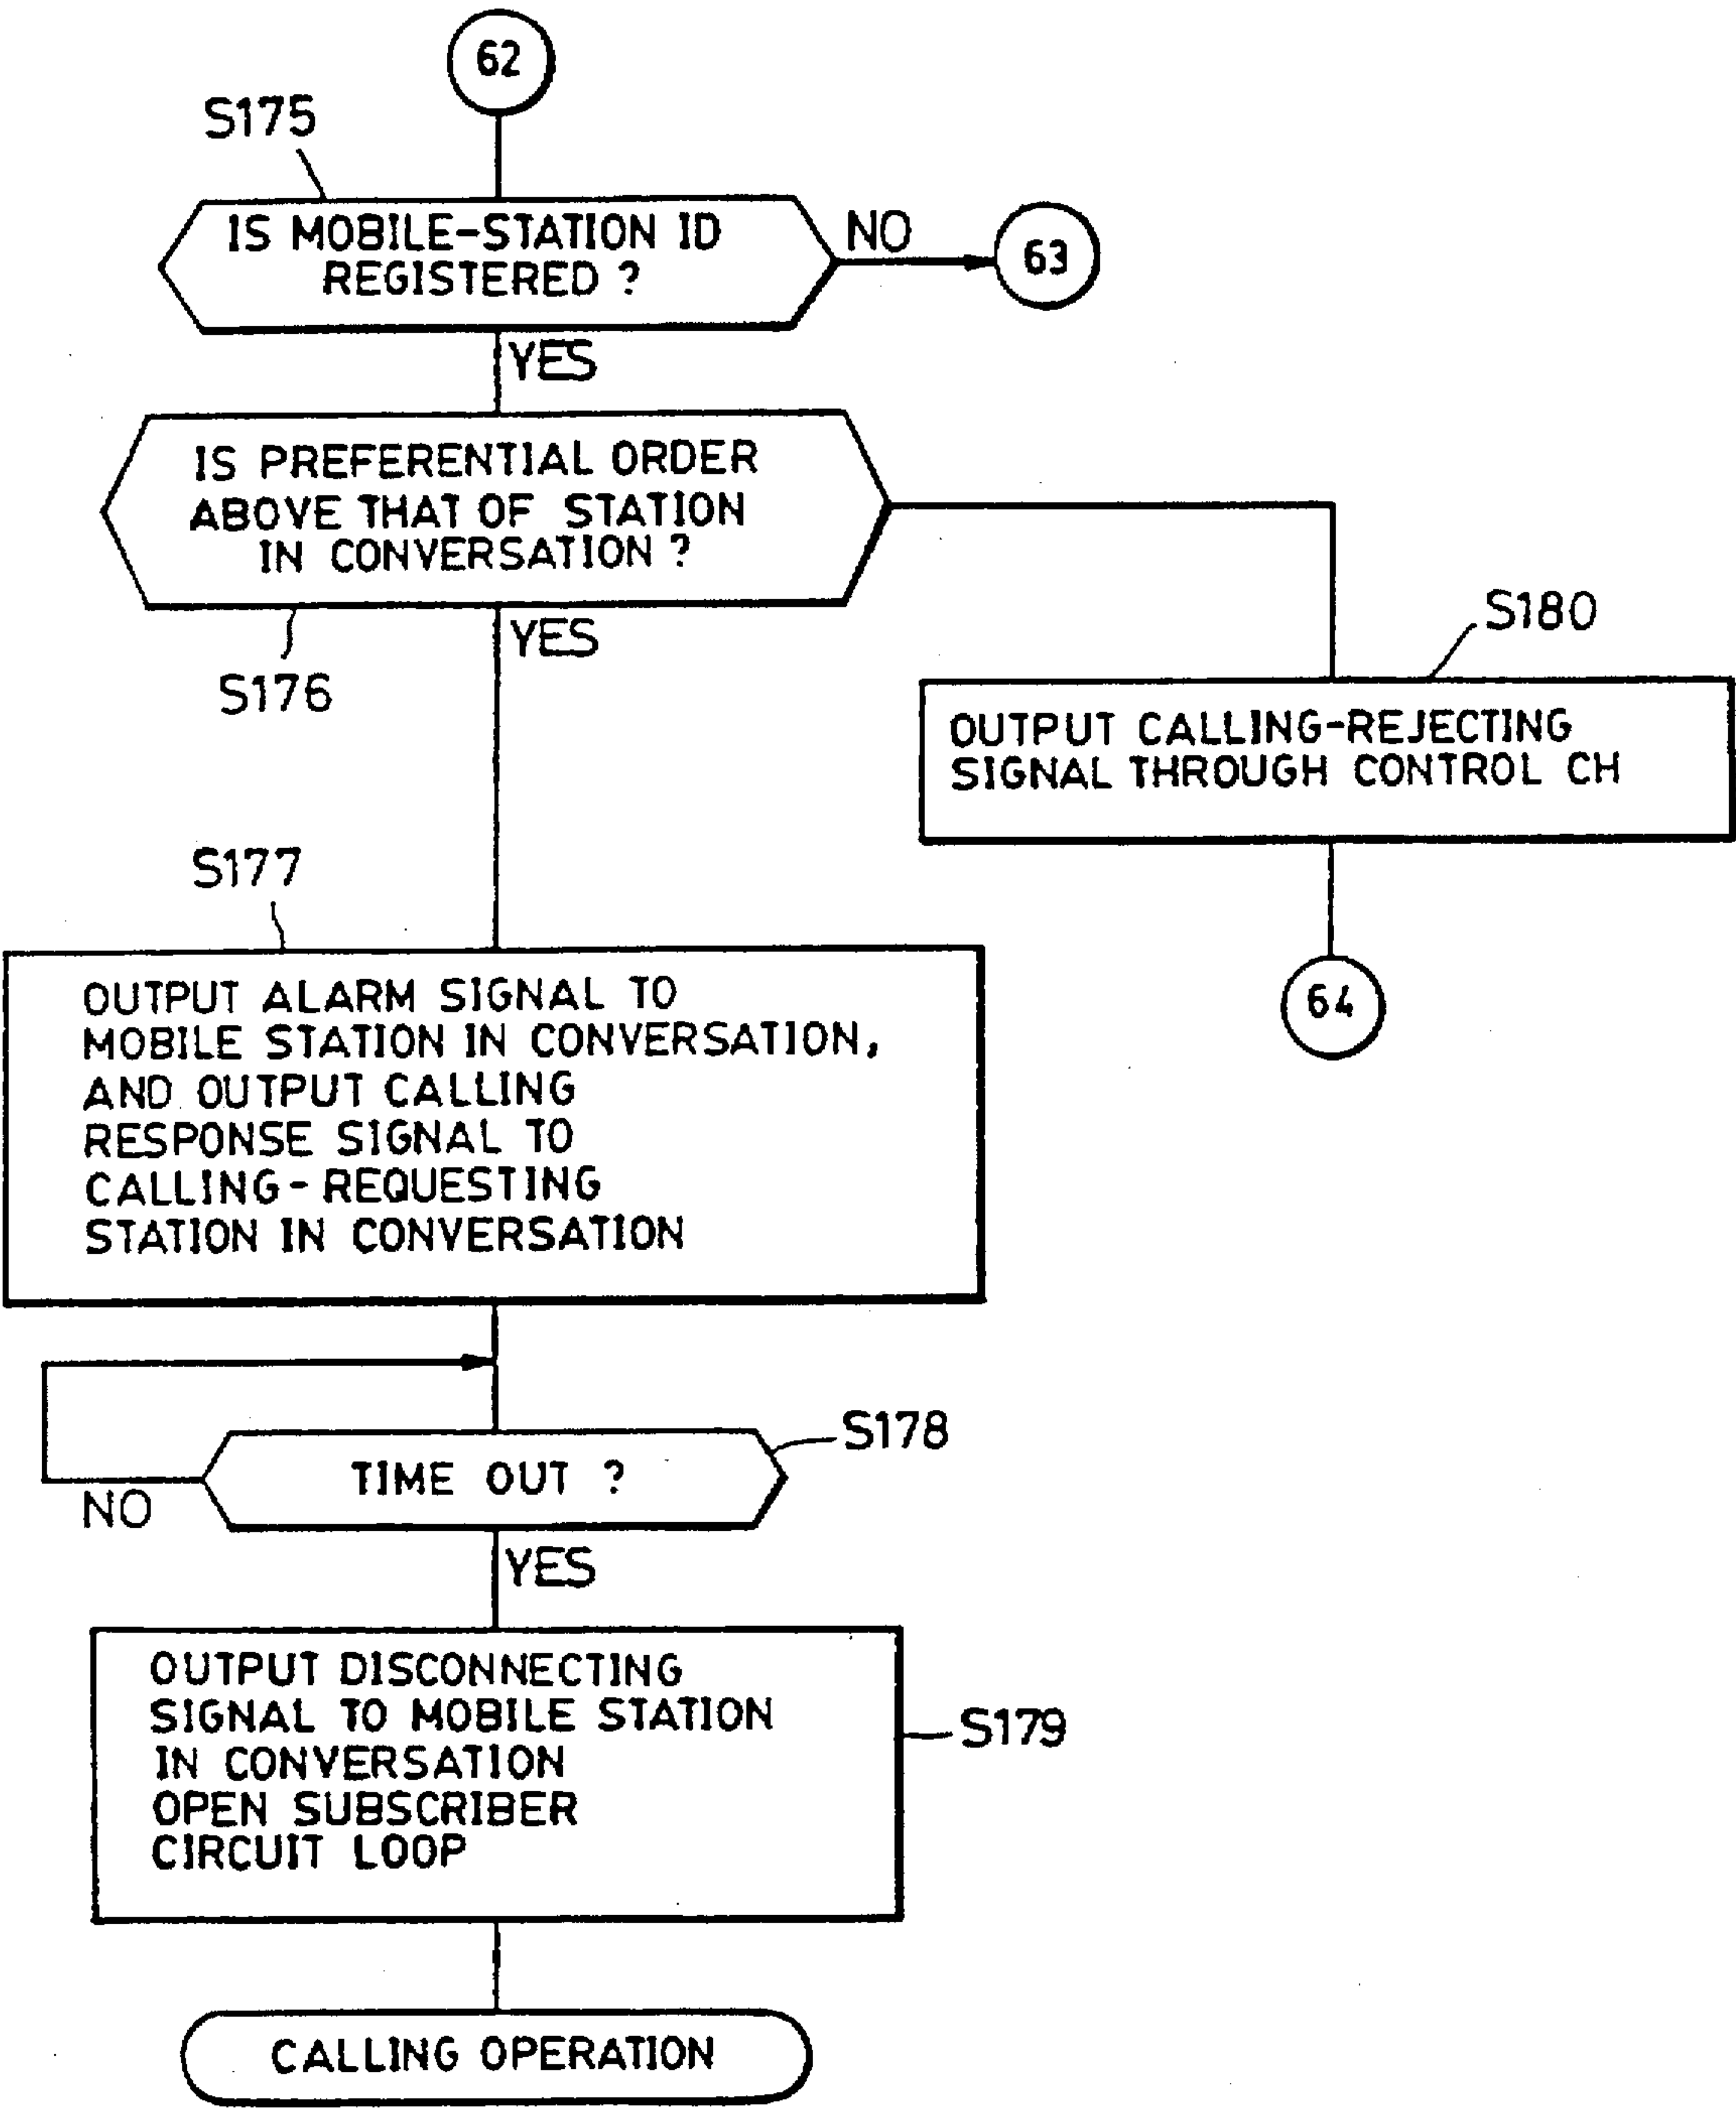 62
S175
IS MOBILE-STATION ID
REGISTERED ?
NO
63
YES
IS PREFERENTIAL ORDER
ABOVE THAT OF STATION
IN CONVERSATION ?
S176
YES
S180
OUTPUT CALLING-REJECTING
SIGNAL THROUGH CONTROL CH
64
S177
OUTPUT ALARM SIGNAL TO
MOBILE STATION IN CONVERSATION,
AND OUTPUT CALLING
RESPONSE SIGNAL TO
CALLING-REQUESTING
STATION IN CONVERSATION
TIME OUT ?
S178
NO
YES
OUTPUT DISCONNECTING
SIGNAL TO MOBILE STATION
IN CONVERSATION
OPEN SUBSCRIBER
CIRCUIT LOOP
S179
CALLING OPERATION